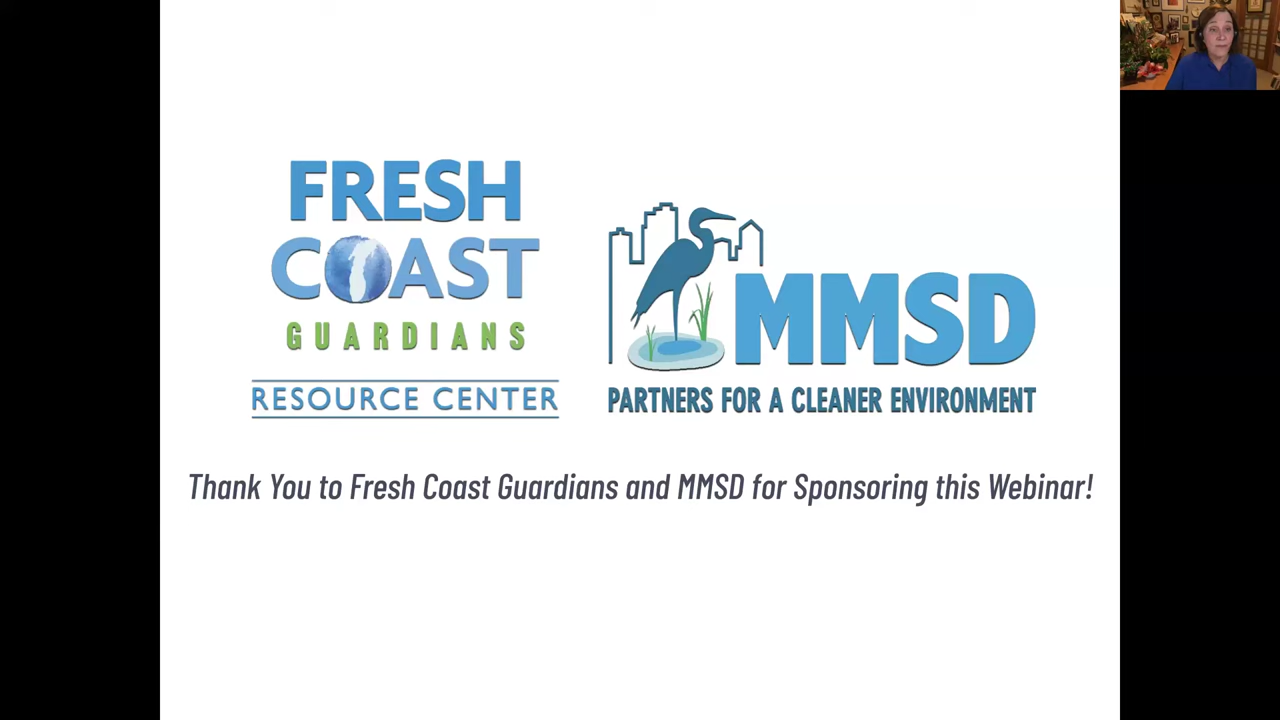 FRESH
COAST
GUARDIANS
RESOURCE CENTER
MMSD
PARTNERS FOR A CLEANER ENVIRONMENT
Thank You to Fresh Coast Guardians and MMSD for Sponsoring this Webinar!